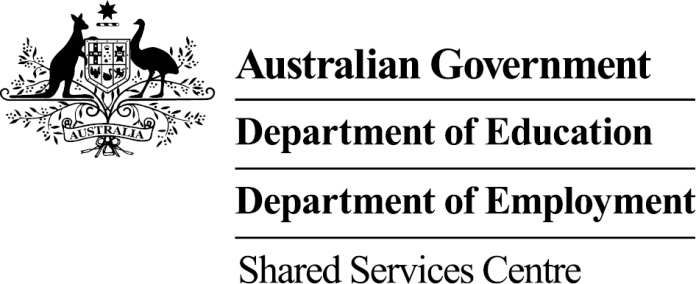 AUSTRALIA
Australian Government
Department of Education
Department of Employment
Shared Services Centre